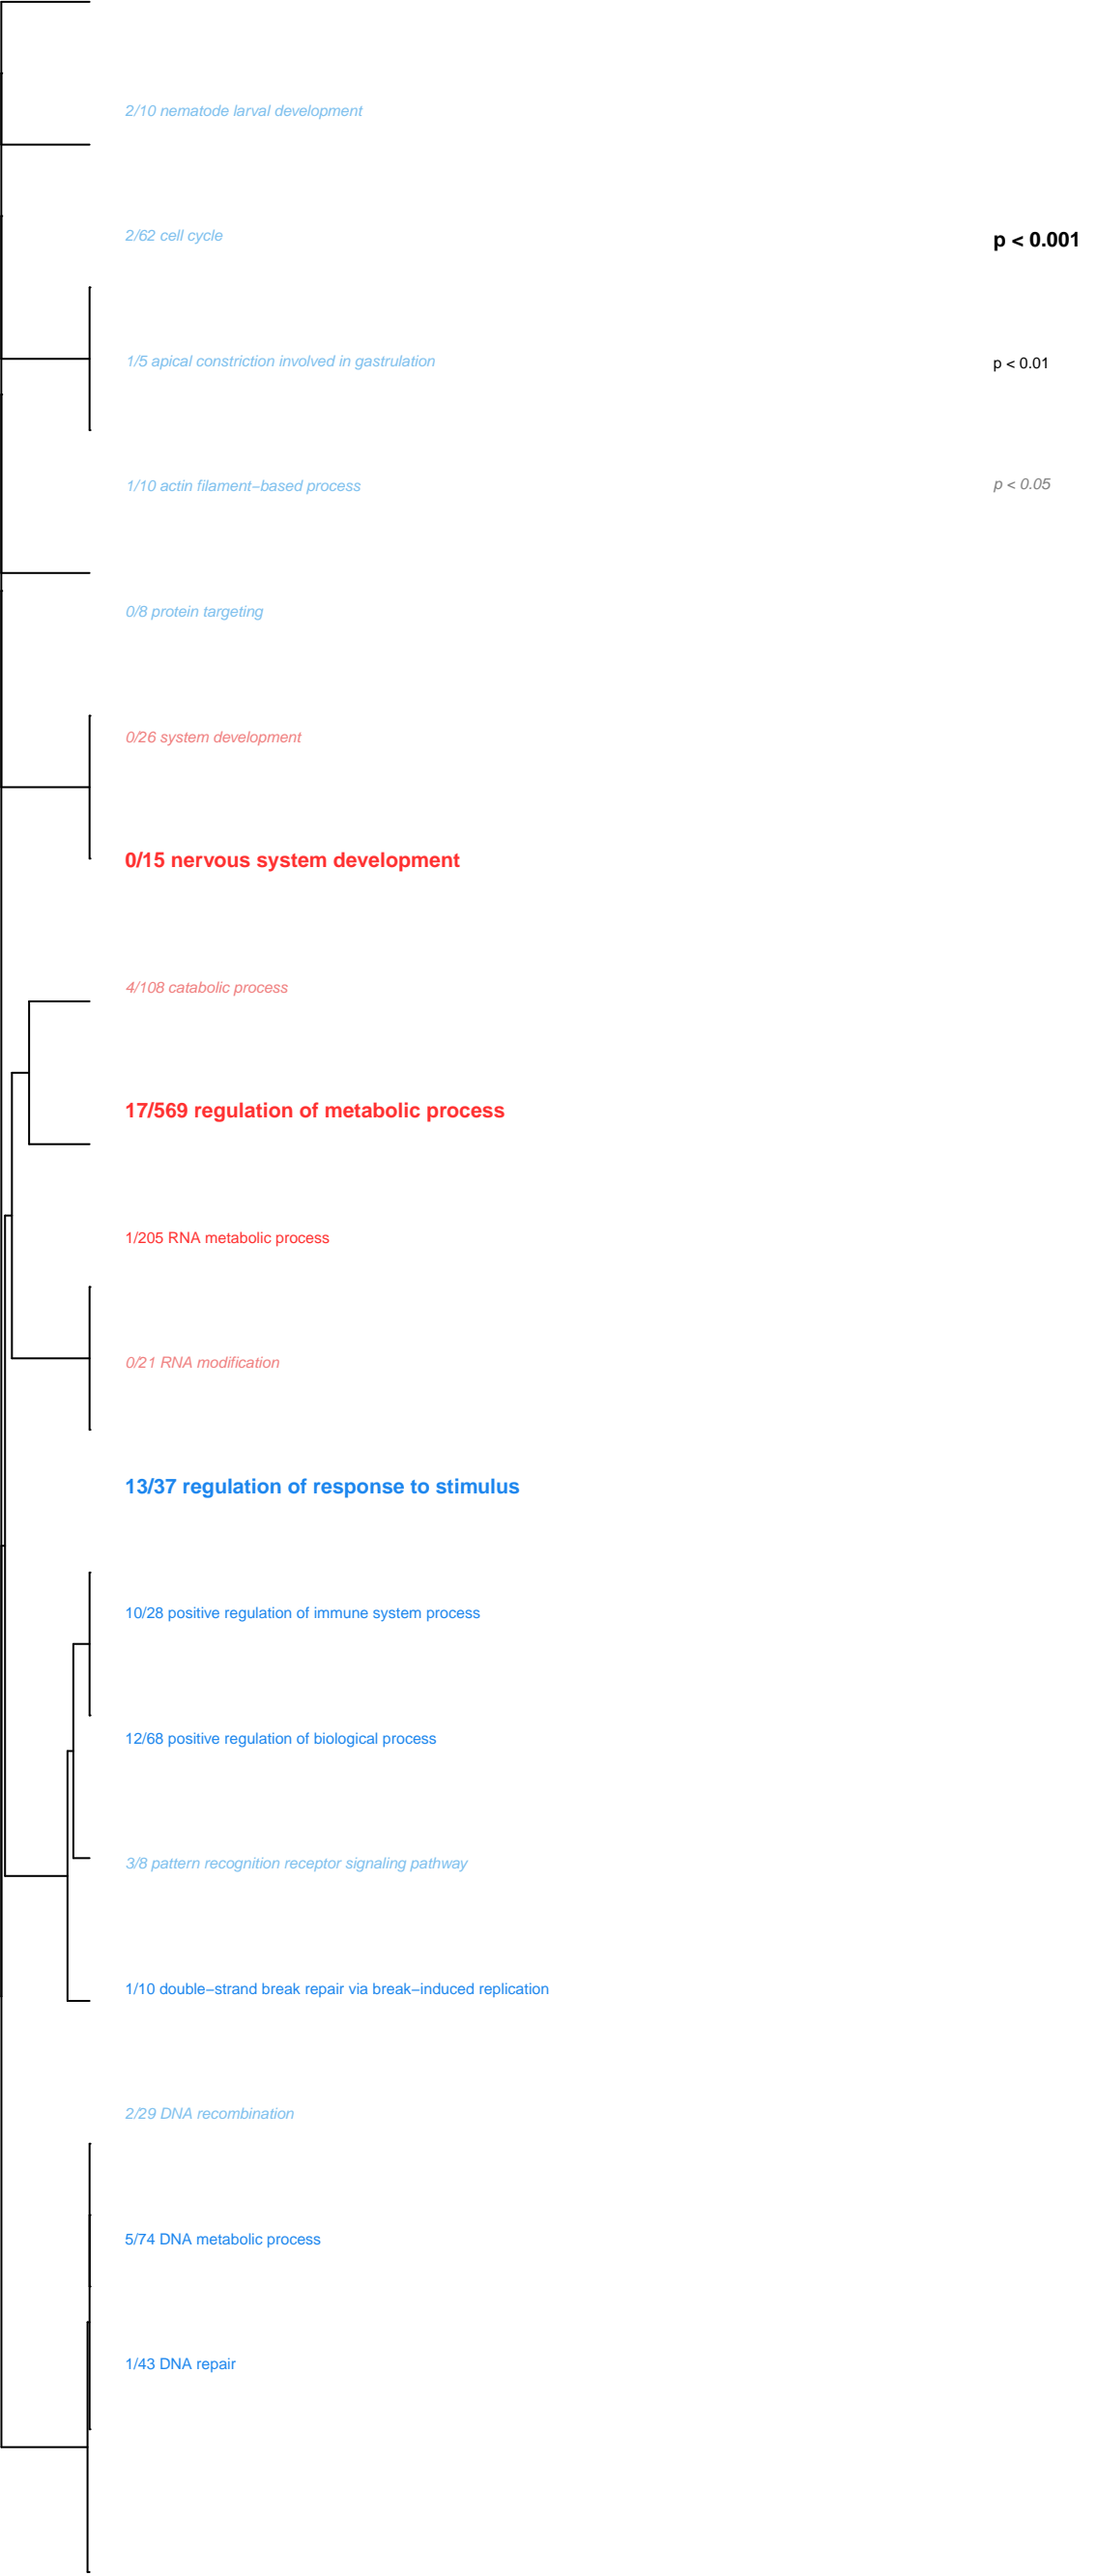 2/10 nematode larval development
2/62 cell cycle
p < 0.001
1/5 apical constriction involved in gastrulation
p < 0.01
1/10 actin filament−based process
p < 0.05
0/8 protein targeting
0/26 system development
0/15 nervous system development
4/108 catabolic process
17/569 regulation of metabolic process
1/205 RNA metabolic process
0/21 RNA modification
13/37 regulation of response to stimulus
10/28 positive regulation of immune system process
12/68 positive regulation of biological process
3/8 pattern recognition receptor signaling pathway
1/10 double−strand break repair via break−induced replication
2/29 DNA recombination
5/74 DNA metabolic process
1/43 DNA repair